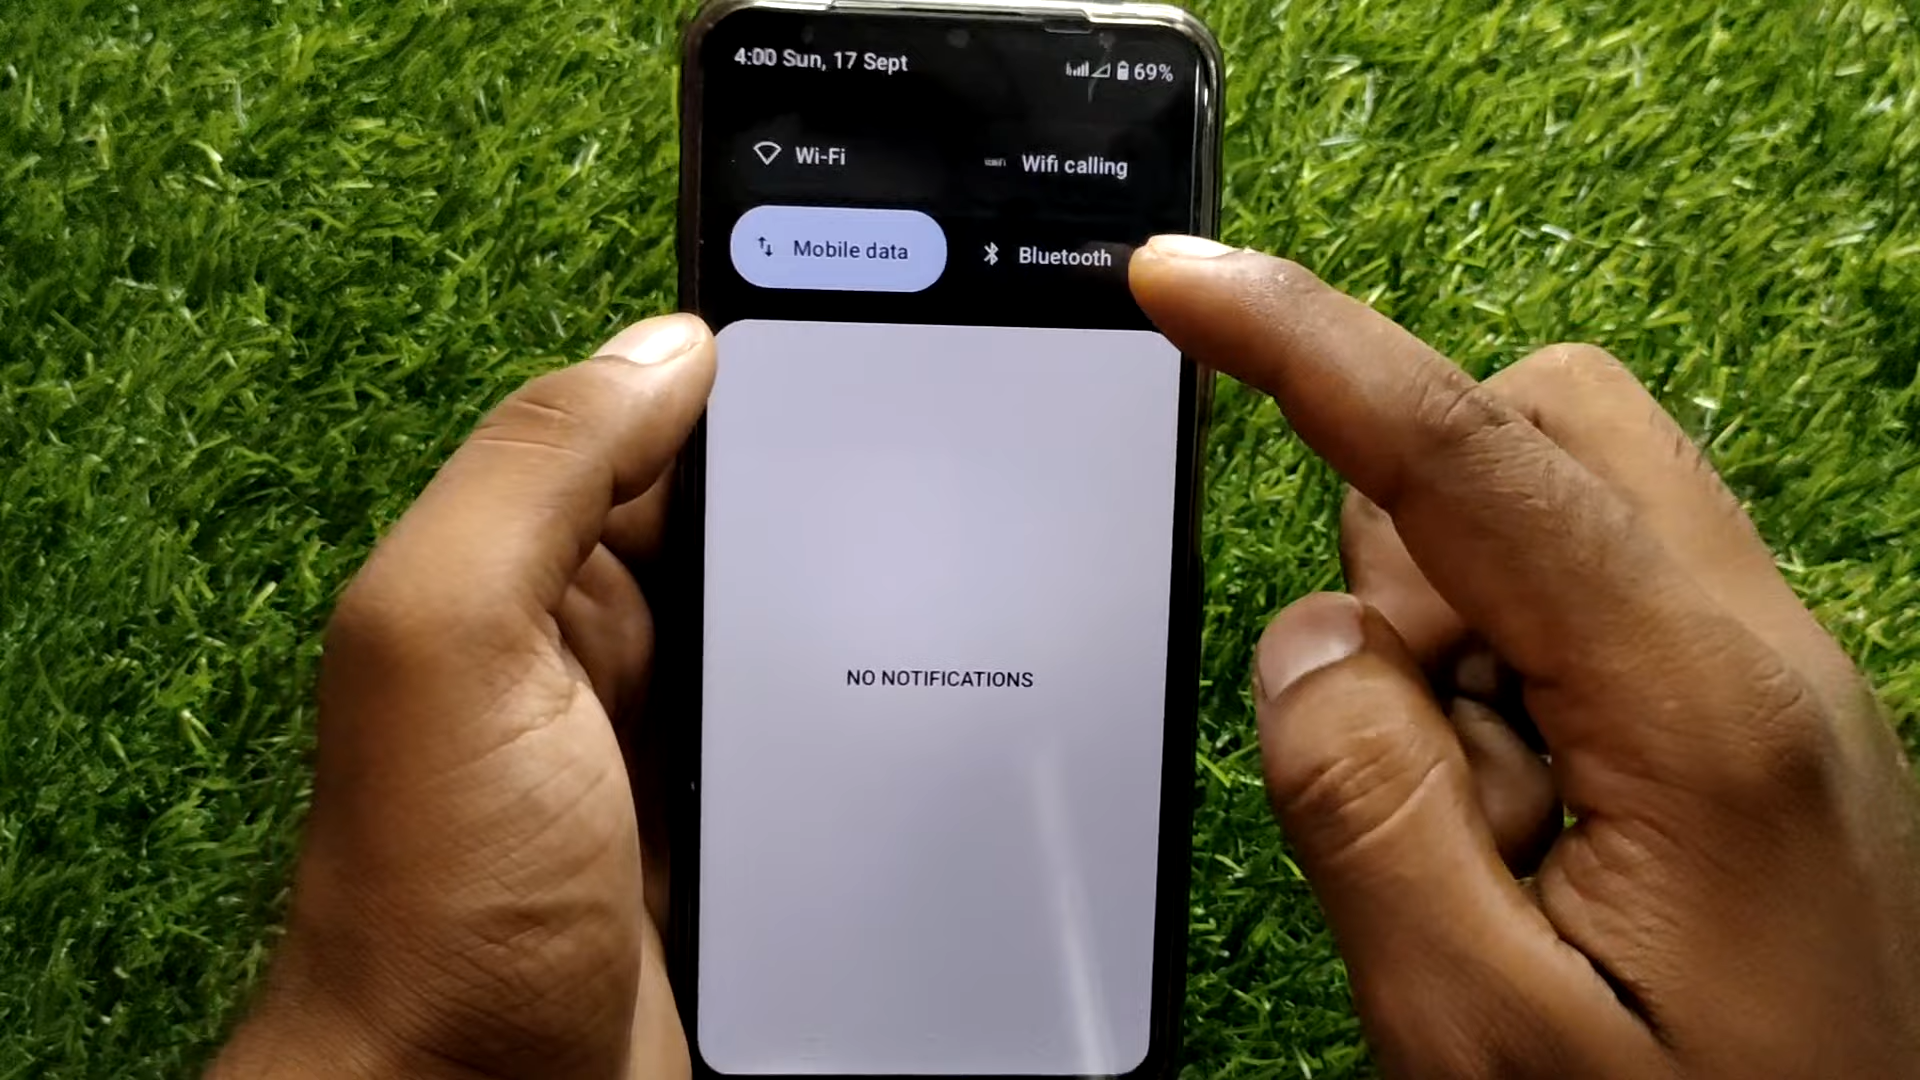 4:00 Sun, 17 Sept 69%
Wi-Fi Wifi calling
Mobile data Bluetooth
NO NOTIFICATIONS